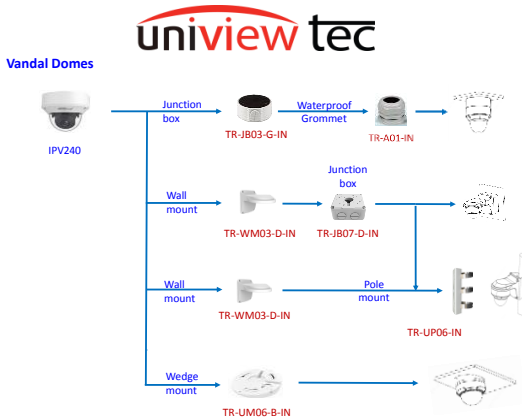 uniview tec
Vandal Domes
IPV240
Junction
box
TR-JB03-G-IN
Waterproof
Grommet
TR-A01-IN
Wall
mount
TR-WM03-D-IN
Junction
box
TR-JB07-D-IN
Wall
mount
TR-WM03-D-IN
Pole
mount
TR-UP06-IN
Wedge
mount
TR-UM06-B-IN